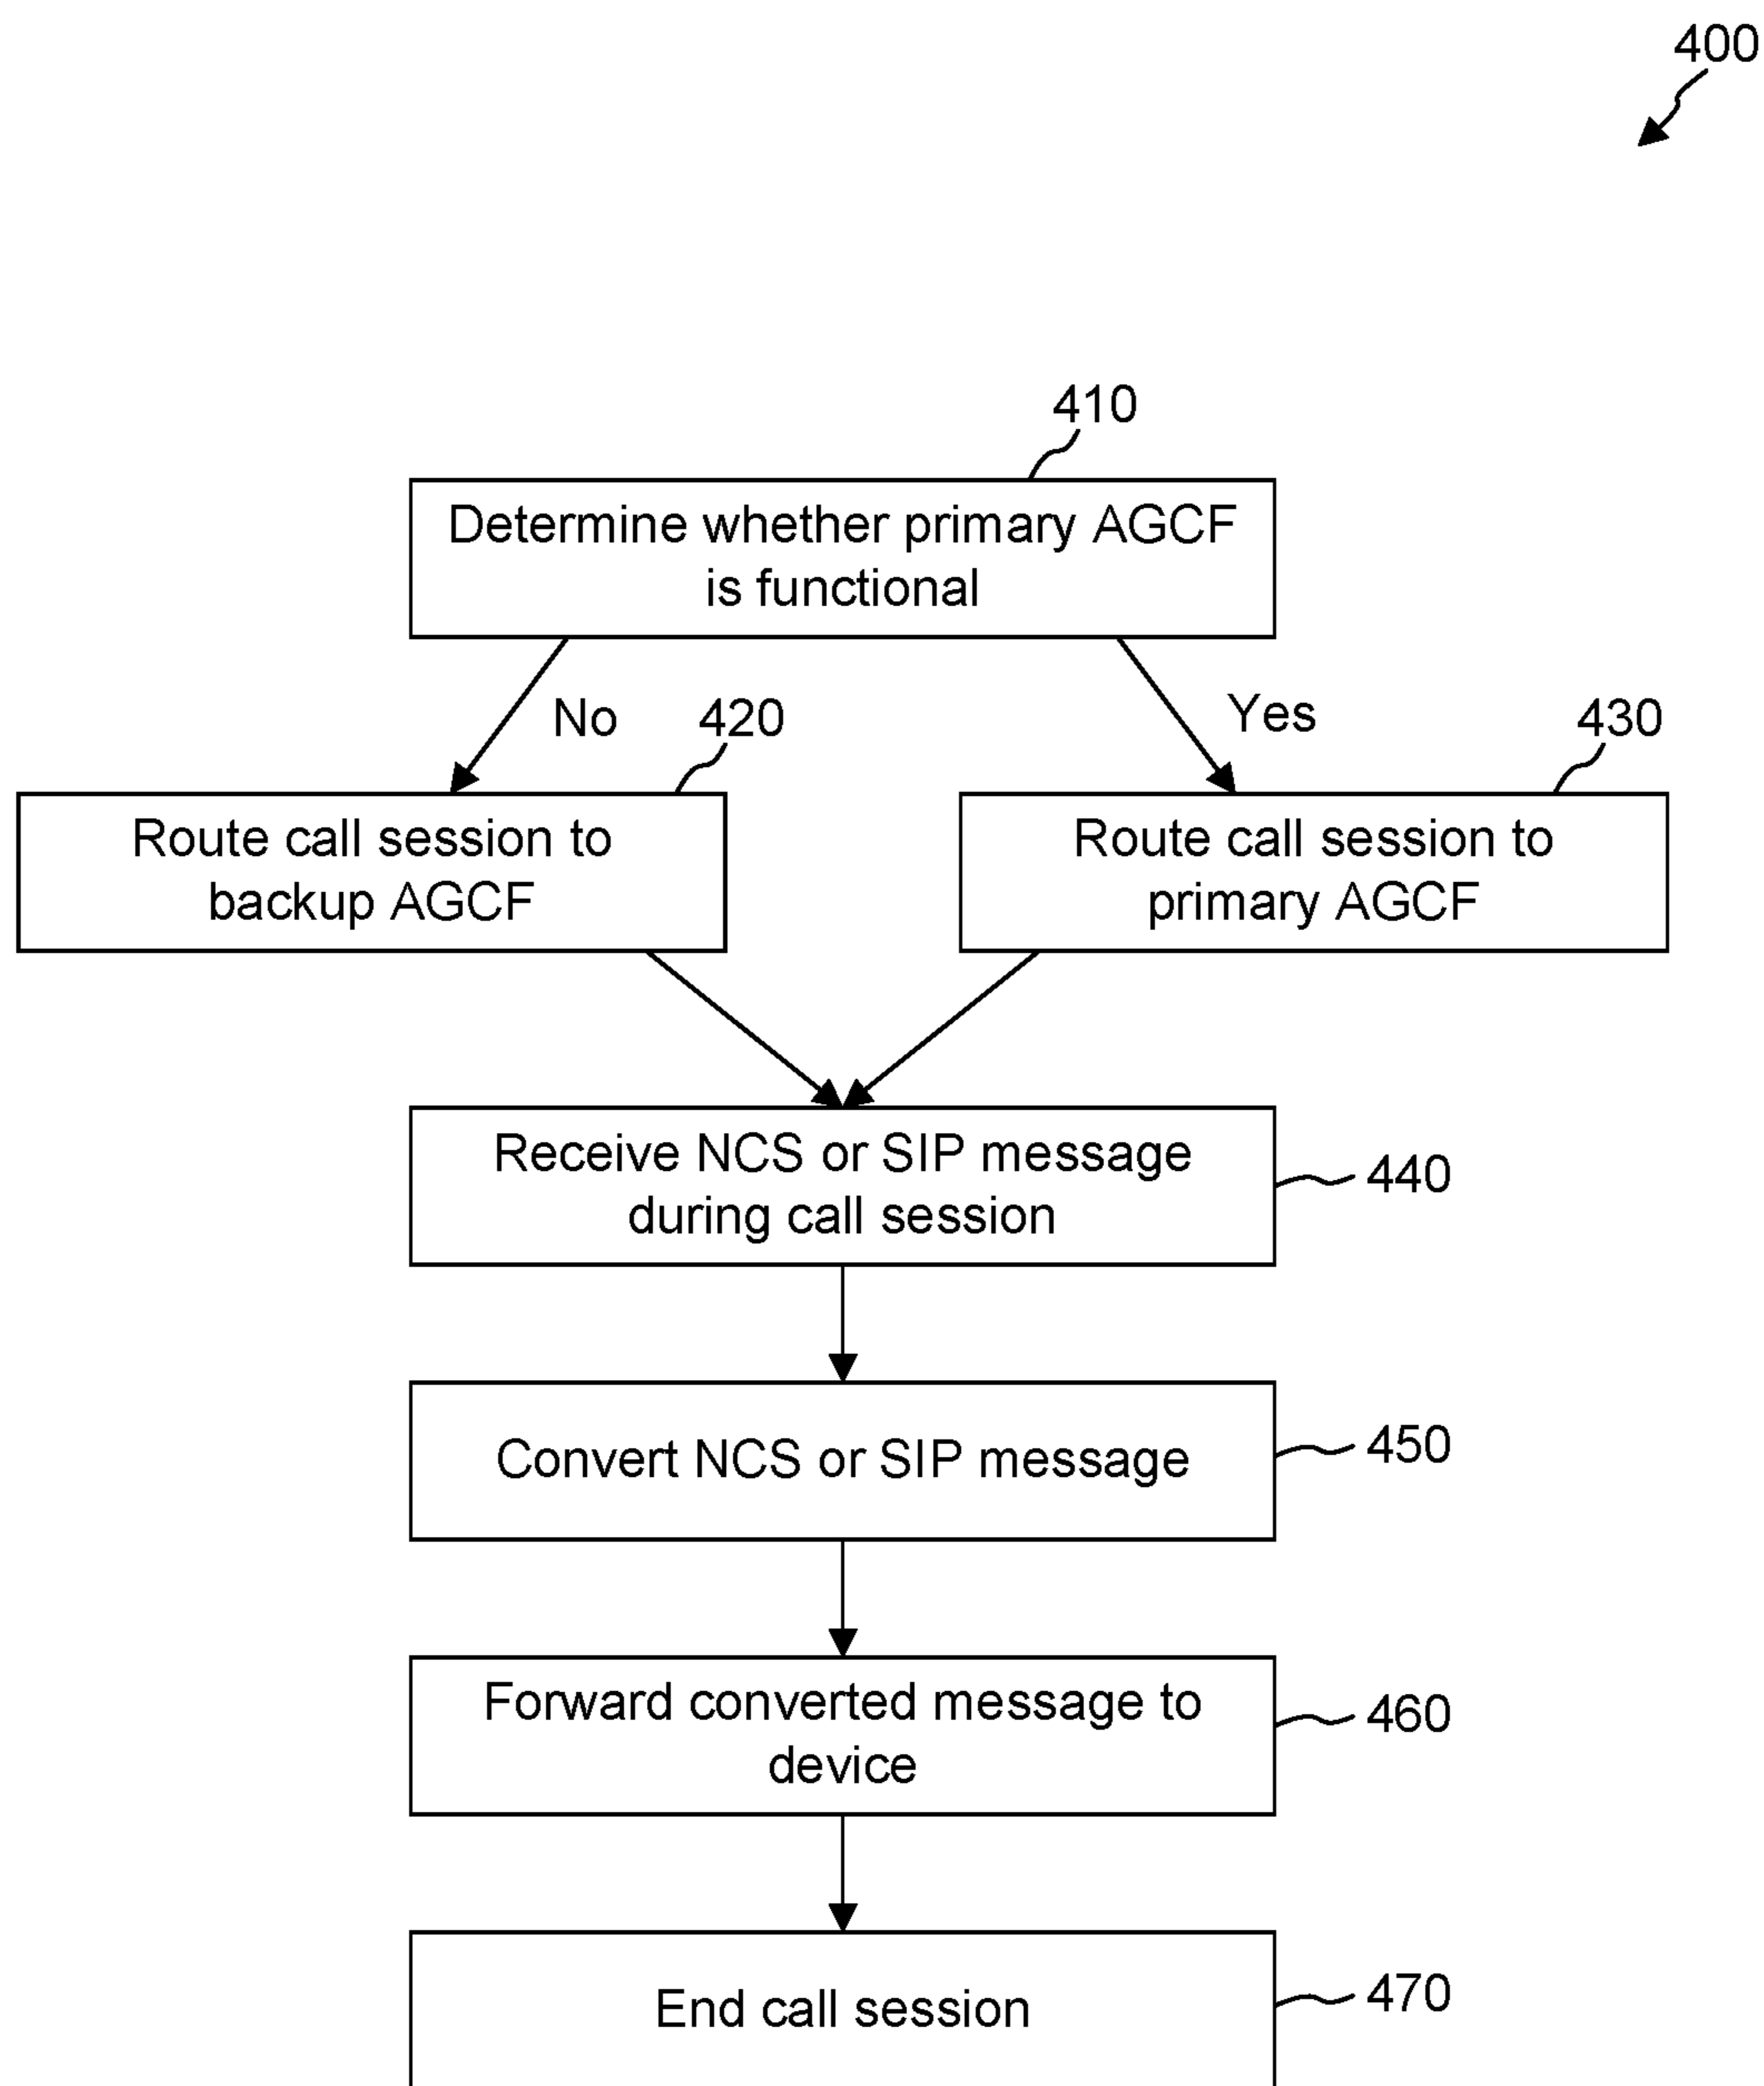 400
410
Determine whether primary AGCF
is functional
No
420
Yes
430
Route call session to
backup AGCF
Route call session to
primary AGCF
Receive NCS or SIP message
during call session
440
Convert NCS or SIP message
450
Forward converted message to
device
460
End call session
470